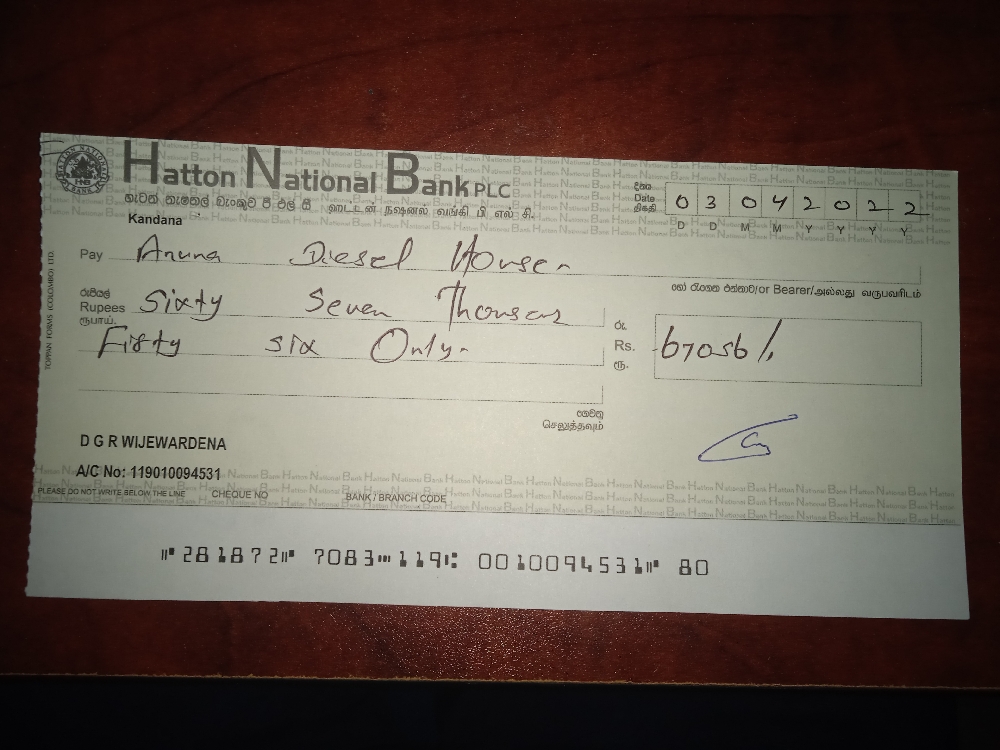 Hatton National Bank PLC
හැටන් නැෂනල් බැංකුව පී එල් සී ஹட்டன் நஷனல் வங்கி பி எல் சி.
Kandana
දිනය
Date
திகதி
0 3 0 4 2 0 2 2
D D M M Y Y Y Y
Pay Aruna Diesel House
හෝ රැගෙන එන්නාට/or Bearer/அல்லது வருபவரிடம்
රුපියල්
Rupees Sixty Seven Thousand
ரூபாய்.
Fifty six Only-
රු.
Rs. 67056/.
ரூ.
ගෙවනු
செலுத்தவும்
D G R WIJEWARDENA
A/C No: 119010094531
PLEASE DO NOT WRITE BELOW THE LINE CHEQUE NO BANK / BRANCH CODE
⑈281872⑈ 7083⑉119⑆ 0010094531⑈ 80
TOPPAN FORMS (COLOMBO) LTD.